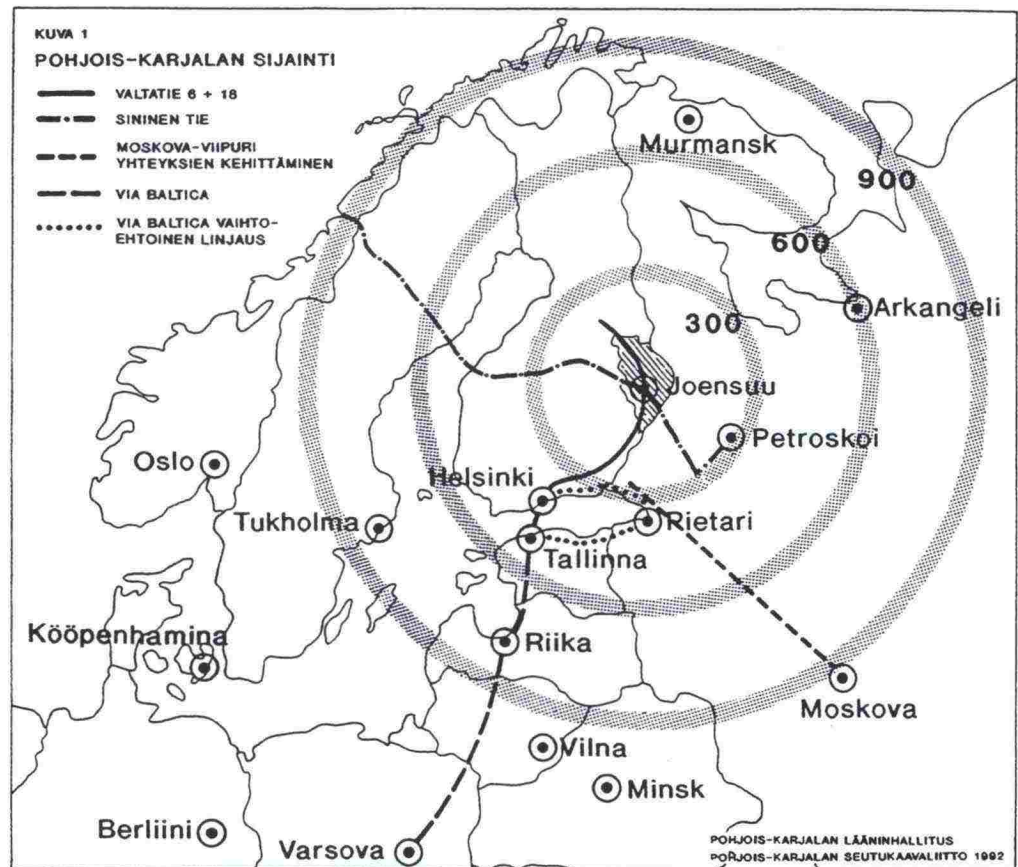 KUVA 1
POHJOIS-KARJALAN SIJAINTI
VALTATIE 6 + 18
SININEN TIE
MOSKOVA-VIIPURI
YHTEYKSIEN KEHITTÄMINEN
VIA BALTICA
VIA BALTICA VAIHTO-
EHTOINEN LINJAUS
Murmansk
900
600
Arkangeli
300
Joensuu
Petroskoi
Oslo
Helsinki
Tukholma
Rietari
Tallinna
Kööpenhamina
Riika
Moskova
Vilna
Minsk
Berliini
Varsova
POHJOIS-KARJALAN LÄÄNINHALLITUS
POHJOIS-KARJALAN SEUTUKAAVALIITTO 1992